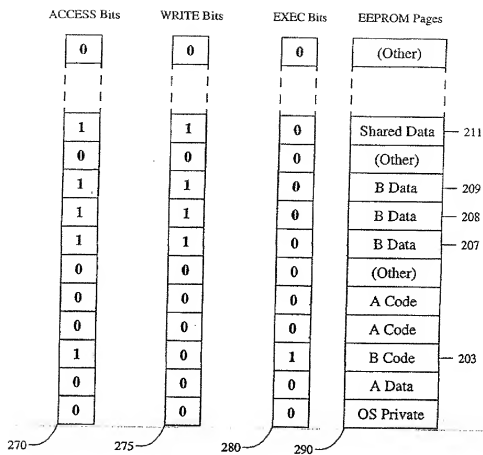 ACCESS Bits WRITE Bits EXEC Bits EEPROM Pages
0 0 0 (Other)
1 1 0 Shared Data 211
0 0 0 (Other)
1 1 0 B Data 209
1 1 0 B Data 208
1 1 0 B Data 207
0 0 0 (Other)
0 0 0 A Code
0 0 0 A Code
1 0 1 B Code 203
0 0 0 A Data
0 0 0 OS Private
270 275 280 290